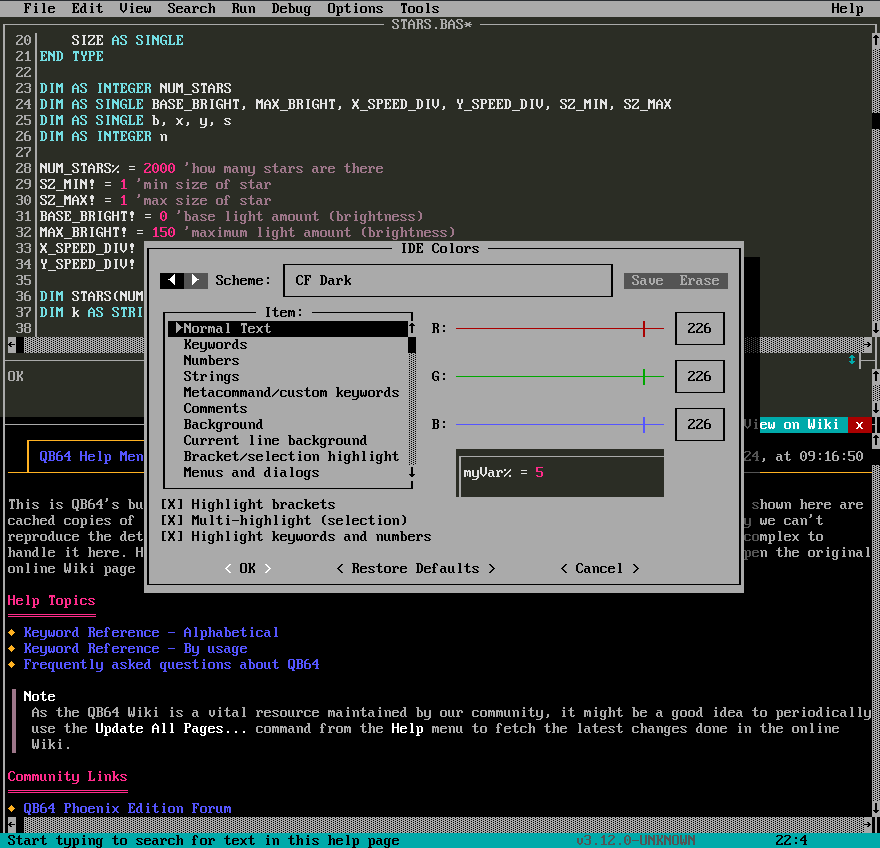 File Edit View Search Run Debug Options Tools Help
STARS.BAS*
20 SIZE AS SINGLE
21 END TYPE
22
23 DIM AS INTEGER NUM_STARS
24 DIM AS SINGLE BASE_BRIGHT, MAX_BRIGHT, X_SPEED_DIV, Y_SPEED_DIV, SZ_MIN, SZ_MAX
25 DIM AS SINGLE b, x, y, s
26 DIM AS INTEGER n
27
28 NUM_STARS% = 2000 'how many stars are there
29 SZ_MIN! = 1 'min size of star
30 SZ_MAX! = 1 'max size of star
31 BASE_BRIGHT! = 0 'base light amount (brightness)
32 MAX_BRIGHT! = 150 'maximum light amount (brightness)
33 X_SPEED_DIV!
34 Y_SPEED_DIV!
35
36 DIM STARS(NUM
37 DIM k AS STRI
38
OK
IDE Colors
Scheme: CF Dark Save Erase
Item:
Normal Text
Keywords
Numbers
Strings
Metacommand/custom keywords
Comments
Background
Current line background
Bracket/selection highlight
Menus and dialogs
R: 226
G: 226
B: 226
myVar% = 5
[X] Highlight brackets
[X] Multi-highlight (selection)
[X] Highlight keywords and numbers
< OK > < Restore Defaults > < Cancel >
View on Wiki x
QB64 Help Men 24, at 09:16:50
This is QB64's bu shown here are
cached copies of y we can't
reproduce the det complex to
handle it here. H pen the original
online Wiki page
Help Topics
◆ Keyword Reference - Alphabetical
◆ Keyword Reference - By usage
◆ Frequently asked questions about QB64
Note
As the QB64 Wiki is a vital resource maintained by our community, it might be a good idea to periodically
use the Update All Pages... command from the Help menu to fetch the latest changes done in the online
Wiki.
Community Links
◆ QB64 Phoenix Edition Forum
Start typing to search for text in this help page v3.12.0-UNKNOWN 22:4